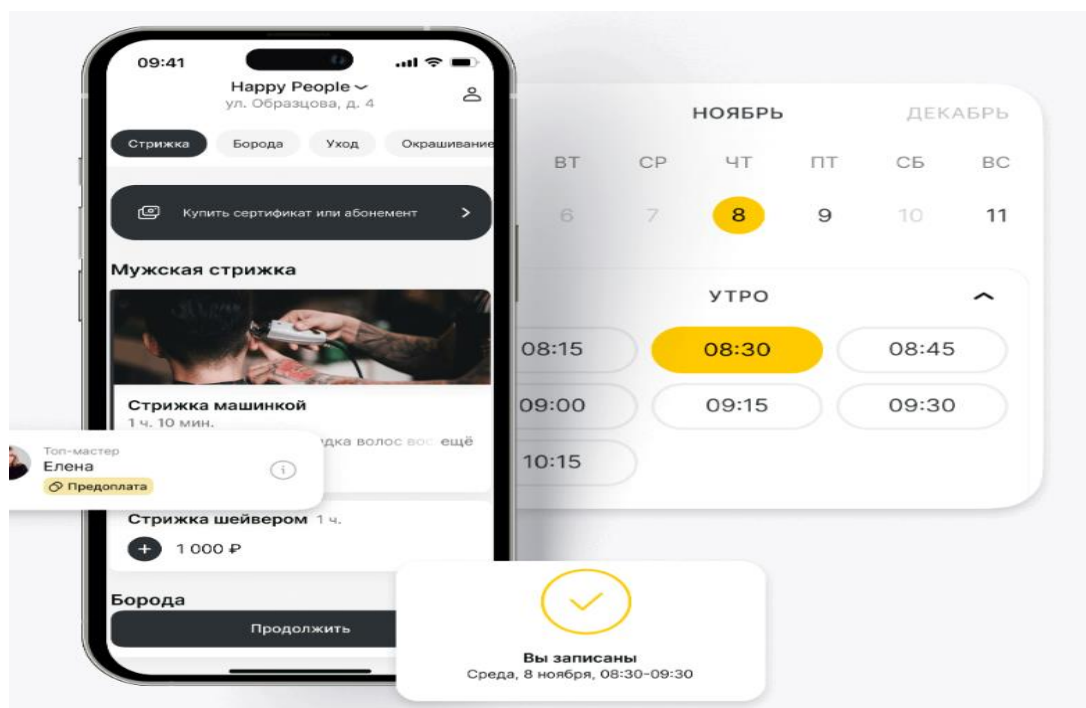 09:41
Happy People
ул. Образцова, д. 4
Стрижка Борода Уход Окрашивание
Купить сертификат или абонемент
Мужская стрижка
Стрижка машинкой
1 ч. 10 мин.
ещё
Топ-мастер
Елена
Предоплата
Стрижка шейвером 1 ч.
+ 1 000 ₽
Борода
Продолжить
НОЯБРЬ ДЕКАБРЬ
ВТ СР ЧТ ПТ СБ ВС
6 7 8 9 10 11
УТРО
08:15 08:30 08:45
09:00 09:15 09:30
10:15
Вы записаны
Среда, 8 ноября, 08:30-09:30